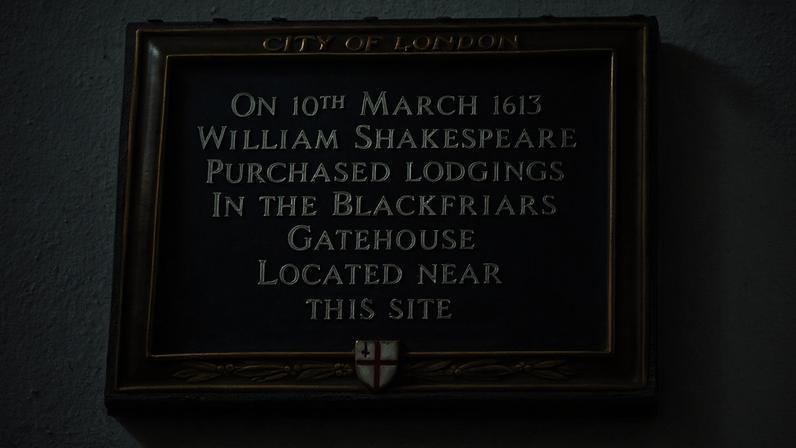 CITY OF LONDON
ON 10TH MARCH 1613
WILLIAM SHAKESPEARE
PURCHASED LODGINGS
IN THE BLACKFRIARS
GATEHOUSE
LOCATED NEAR
THIS SITE